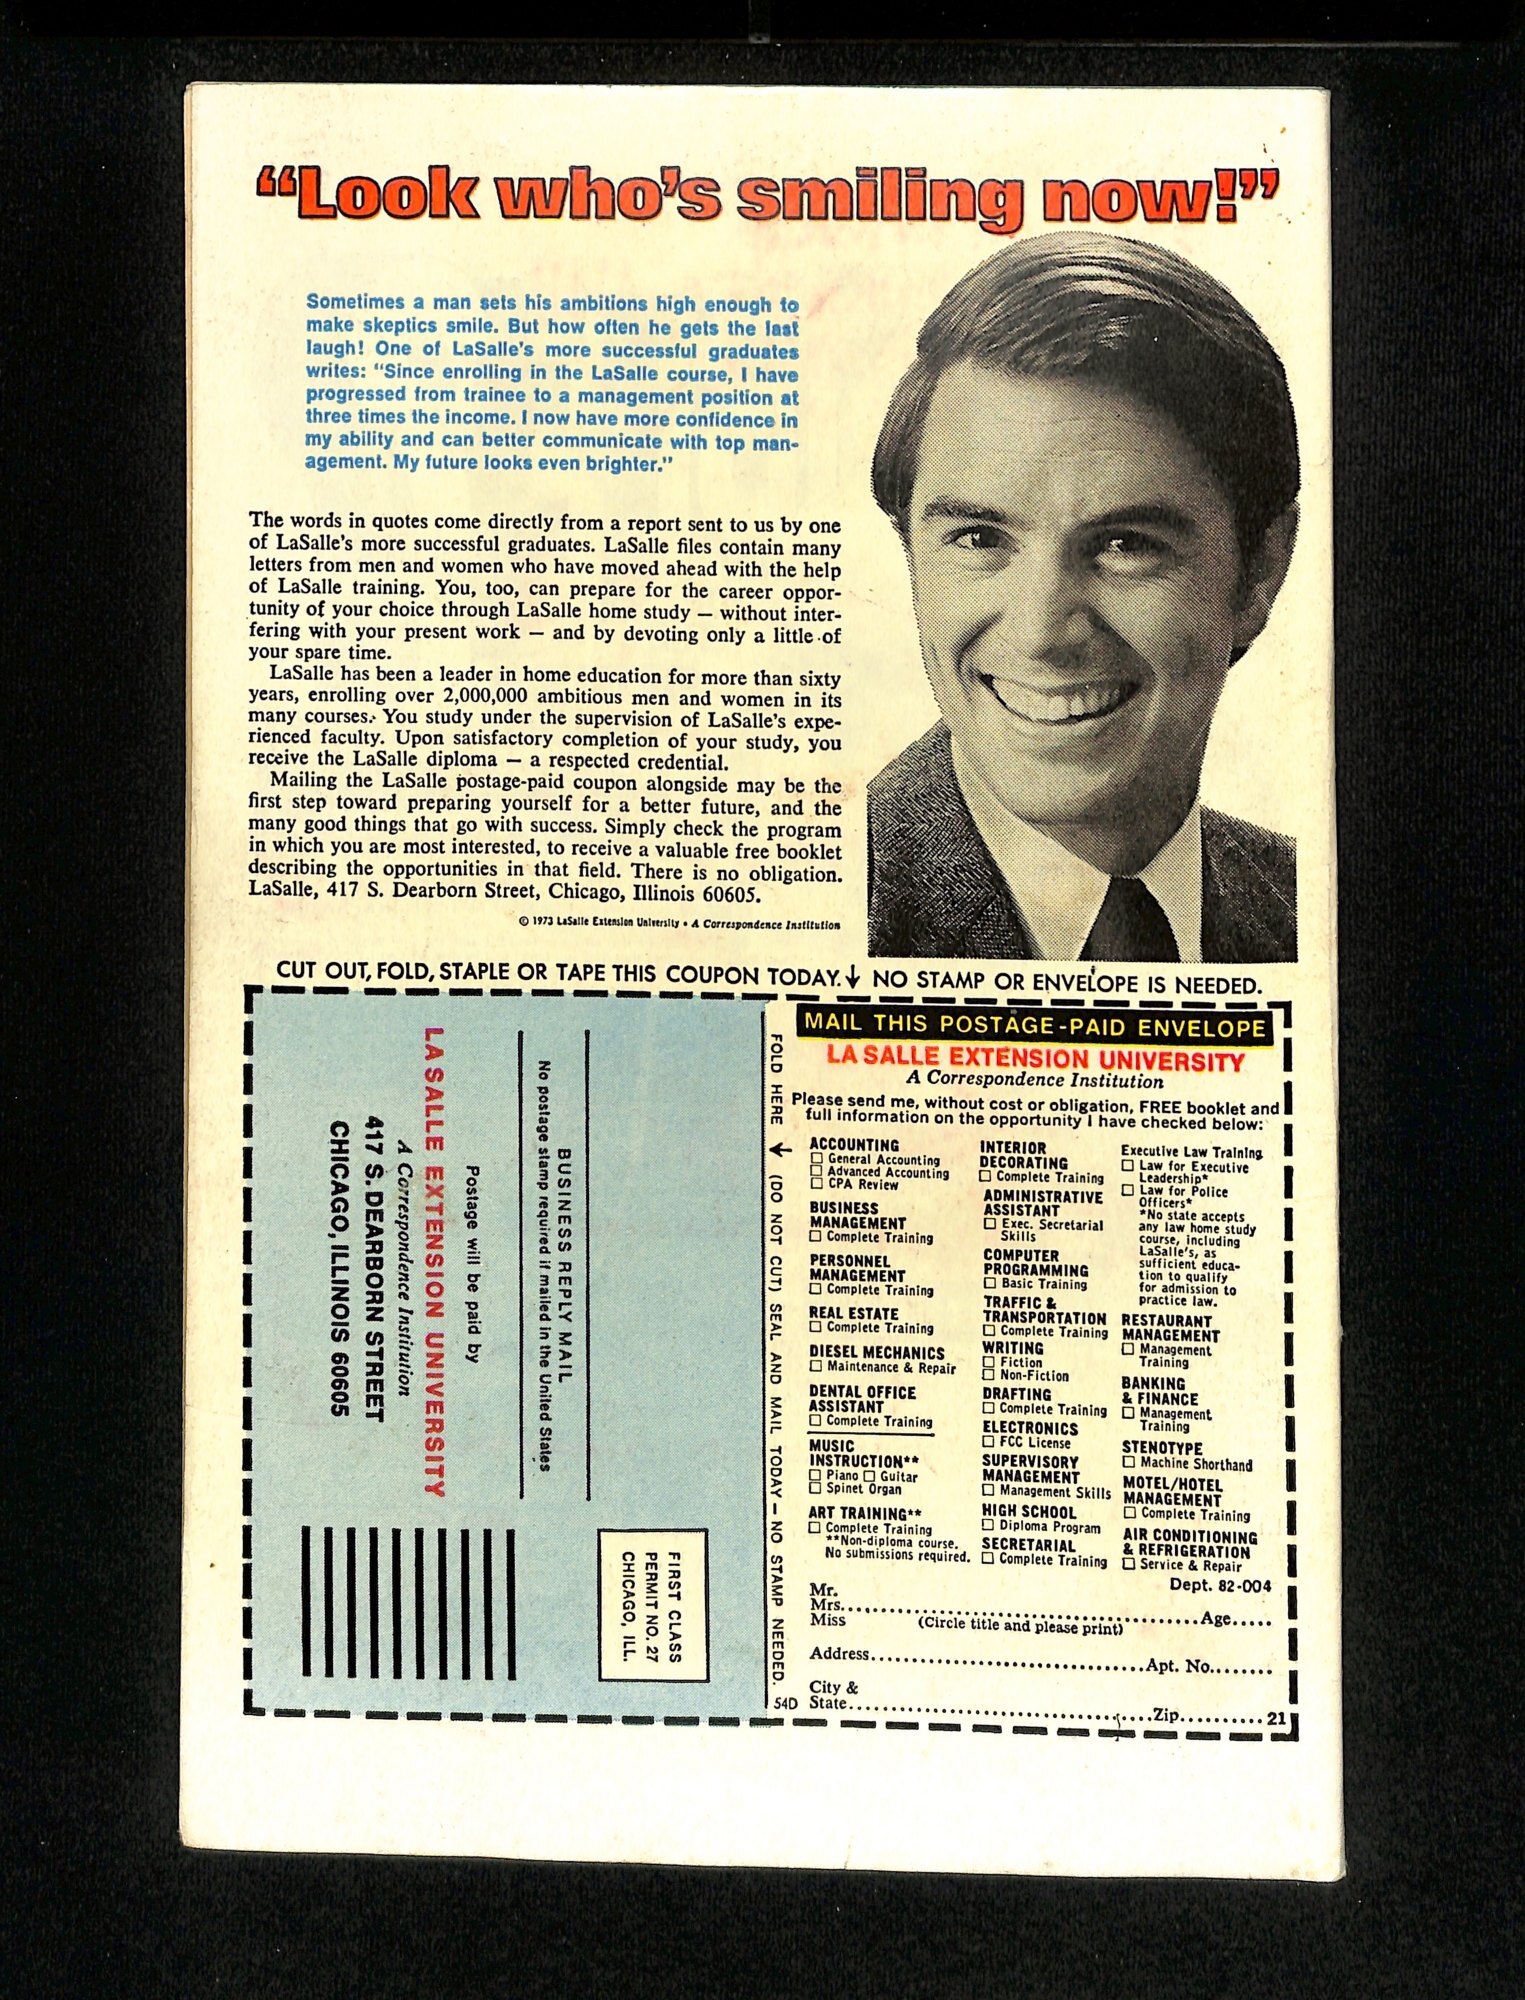 “Look who's smiling now!”
Sometimes a man sets his ambitions high enough to
make skeptics smile. But how often he gets the last
laugh! One of LaSalle's more successful graduates
writes: “Since enrolling in the LaSalle course, I have
progressed from trainee to a management position at
three times the income. I now have more confidence in
my ability and can better communicate with top man-
agement. My future looks even brighter.”
The words in quotes come directly from a report sent to us by one
of LaSalle's more successful graduates. LaSalle files contain many
letters from men and women who have moved ahead with the help
of LaSalle training. You, too, can prepare for the career oppor-
tunity of your choice through LaSalle home study — without inter-
fering with your present work — and by devoting only a little of
your spare time.
LaSalle has been a leader in home education for more than sixty
years, enrolling over 2,000,000 ambitious men and women in its
many courses. You study under the supervision of LaSalle's expe-
rienced faculty. Upon satisfactory completion of your study, you
receive the LaSalle diploma — a respected credential.
Mailing the LaSalle postage-paid coupon alongside may be the
first step toward preparing yourself for a better future, and the
many good things that go with success. Simply check the program
in which you are most interested, to receive a valuable free booklet
describing the opportunities in that field. There is no obligation.
LaSalle, 417 S. Dearborn Street, Chicago, Illinois 60605.
© 1973 LaSalle Extension University • A Correspondence Institution
CUT OUT, FOLD, STAPLE OR TAPE THIS COUPON TODAY.↓ NO STAMP OR ENVELOPE IS NEEDED.
FIRST CLASS
PERMIT NO. 27
CHICAGO, ILL.
BUSINESS REPLY MAIL
No postage stamp required if mailed in the United States
Postage will be paid by
LA SALLE EXTENSION UNIVERSITY
A Correspondence Institution
417 S. DEARBORN STREET
CHICAGO, ILLINOIS 60605
FOLD HERE ↓ (DO NOT CUT) SEAL AND MAIL TODAY — NO STAMP NEEDED.
54D
MAIL THIS POSTAGE-PAID ENVELOPE
LA SALLE EXTENSION UNIVERSITY
A Correspondence Institution
Please send me, without cost or obligation, FREE booklet and
full information on the opportunity I have checked below:
ACCOUNTING
☐ General Accounting
☐ Advanced Accounting
☐ CPA Review
BUSINESS
MANAGEMENT
☐ Complete Training
PERSONNEL
MANAGEMENT
☐ Complete Training
REAL ESTATE
☐ Complete Training
DIESEL MECHANICS
☐ Maintenance & Repair
DENTAL OFFICE
ASSISTANT
☐ Complete Training
MUSIC
INSTRUCTION**
☐ Piano ☐ Guitar
☐ Spinet Organ
ART TRAINING**
☐ Complete Training
**Non-diploma course.
No submissions required.
INTERIOR
DECORATING
☐ Complete Training
ADMINISTRATIVE
ASSISTANT
☐ Exec. Secretarial
Skills
COMPUTER
PROGRAMMING
☐ Basic Training
TRAFFIC &
TRANSPORTATION
☐ Complete Training
WRITING
☐ Fiction
☐ Non-Fiction
DRAFTING
☐ Complete Training
ELECTRONICS
☐ FCC License
SUPERVISORY
MANAGEMENT
☐ Management Skills
HIGH SCHOOL
☐ Diploma Program
SECRETARIAL
☐ Complete Training
Executive Law Training
☐ Law for Executive
Leadership*
☐ Law for Police
Officers*
*No state accepts
any law home study
course, including
LaSalle's, as
sufficient educa-
tion to qualify
for admission to
practice law.
RESTAURANT
MANAGEMENT
☐ Management
Training
BANKING
& FINANCE
☐ Management
Training
STENOTYPE
☐ Machine Shorthand
MOTEL/HOTEL
MANAGEMENT
☐ Complete Training
AIR CONDITIONING
& REFRIGERATION
☐ Service & Repair
Dept. 82-004
Mr.
Mrs. Age
Miss (Circle title and please print)
Address Apt. No.
City &
State Zip 21